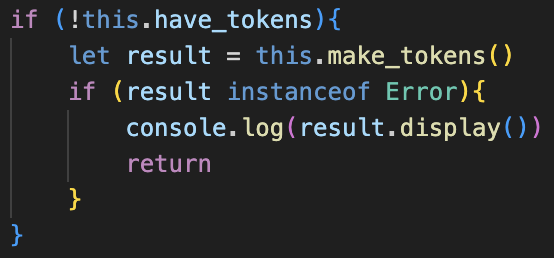 if (!this.have_tokens){
    let result = this.make_tokens()
    if (result instanceof Error){
        console.log(result.display())
        return
    }
}